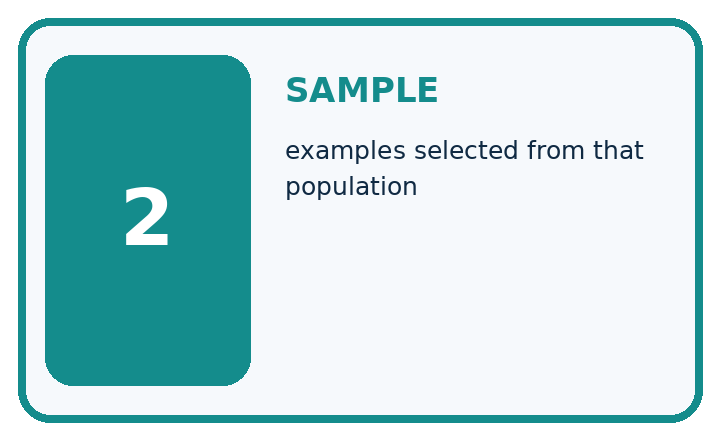 2
SAMPLE
examples selected from that
population